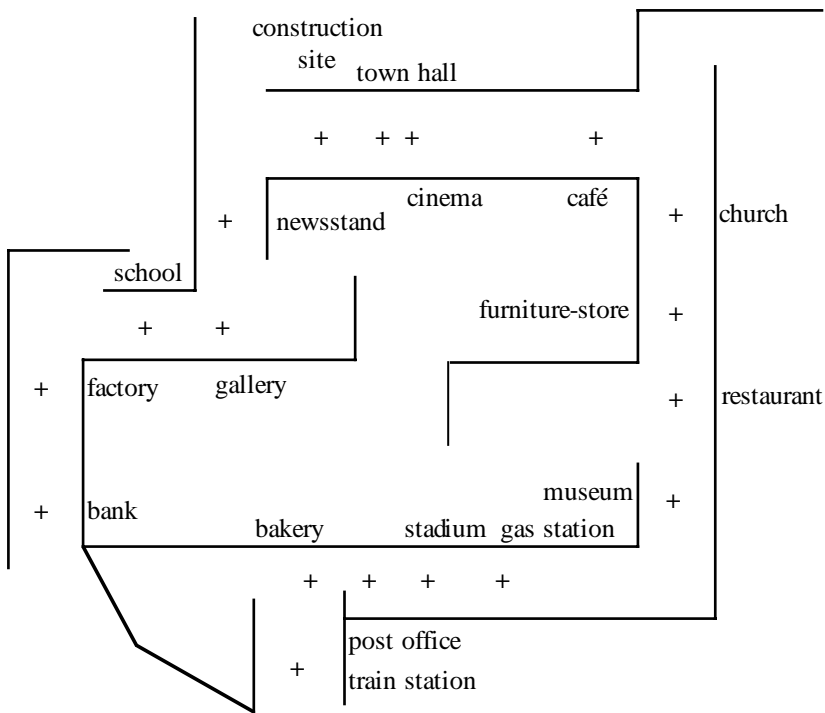 construction
site
town hall
+ + + +
cinema café
+ newsstand + church
school
furniture-store +
+ +
+ factory gallery + restaurant
museum +
+ bank
bakery stadium gas station
+ + + +
post office
+ train station